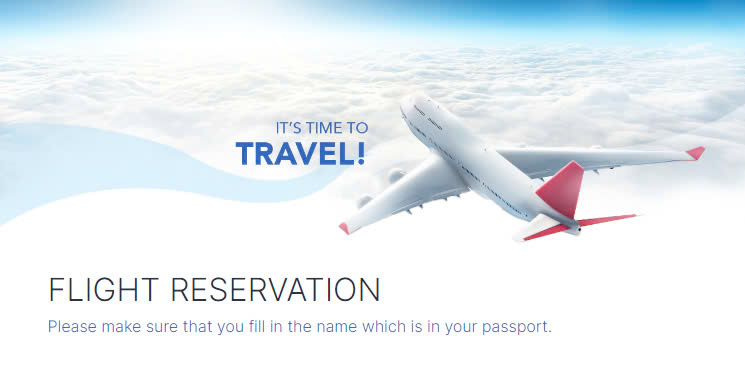 IT'S TIME TO
TRAVEL!
FLIGHT RESERVATION
Please make sure that you fill in the name which is in your passport.